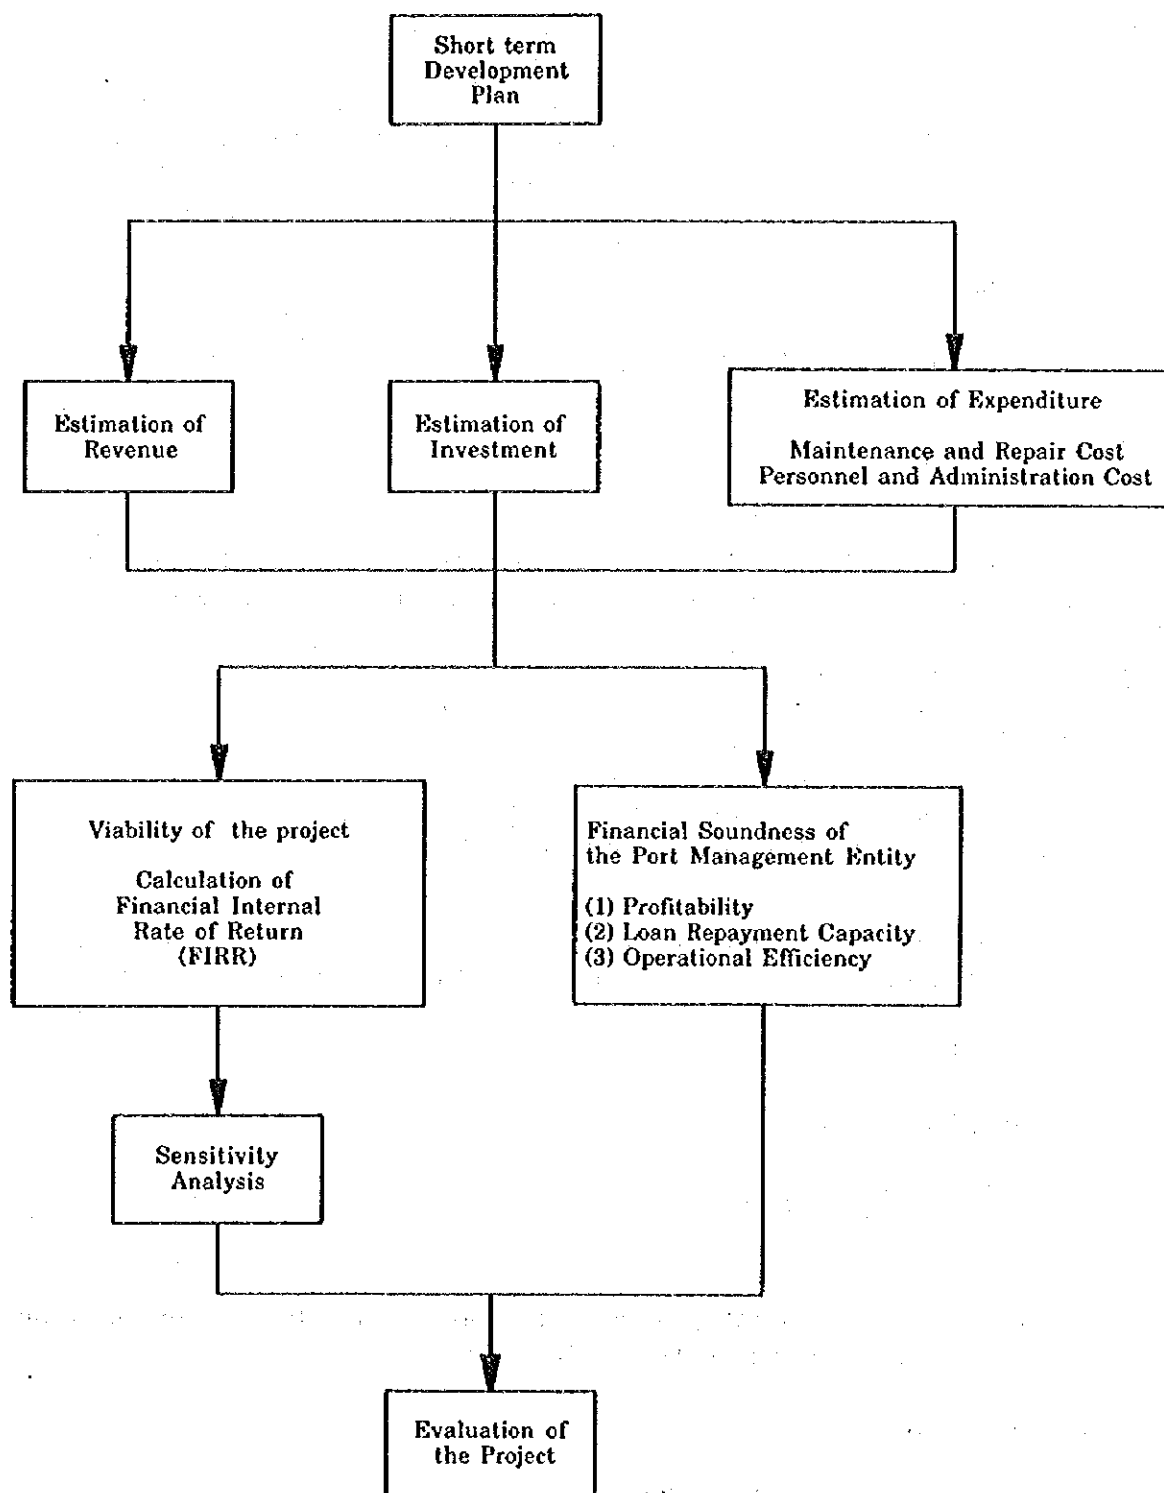 Short term
Development
Plan
Estimation of
Revenue
Estimation of
Investment
Estimation of Expenditure
Maintenance and Repair Cost
Personnel and Administration Cost
Viability of the project
Calculation of
Financial Internal
Rate of Return
(FIRR)
Financial Soundness of
the Port Management Entity
(1) Profitability
(2) Loan Repayment Capacity
(3) Operational Efficiency
Sensitivity
Analysis
Evaluation of
the Project